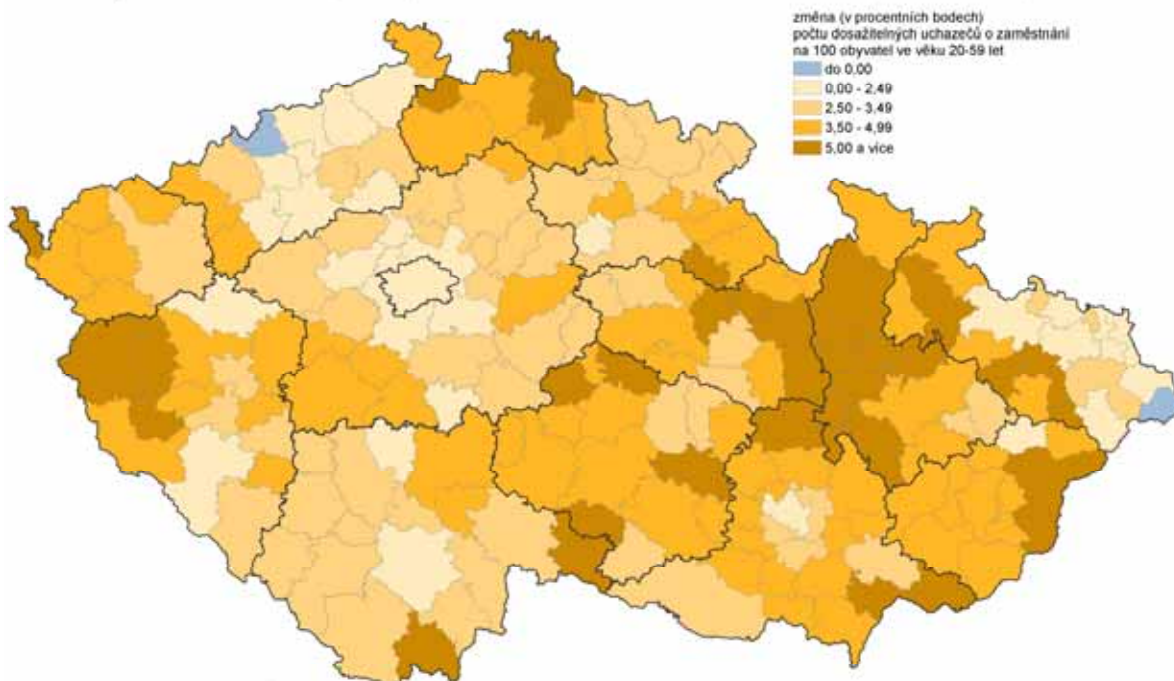 změna (v procentních bodech)
počtu dosažitelných uchazečů o zaměstnání
na 100 obyvatel ve věku 20-59 let
do 0,00
0,00 - 2,49
2,50 - 3,49
3,50 - 4,99
5,00 a více